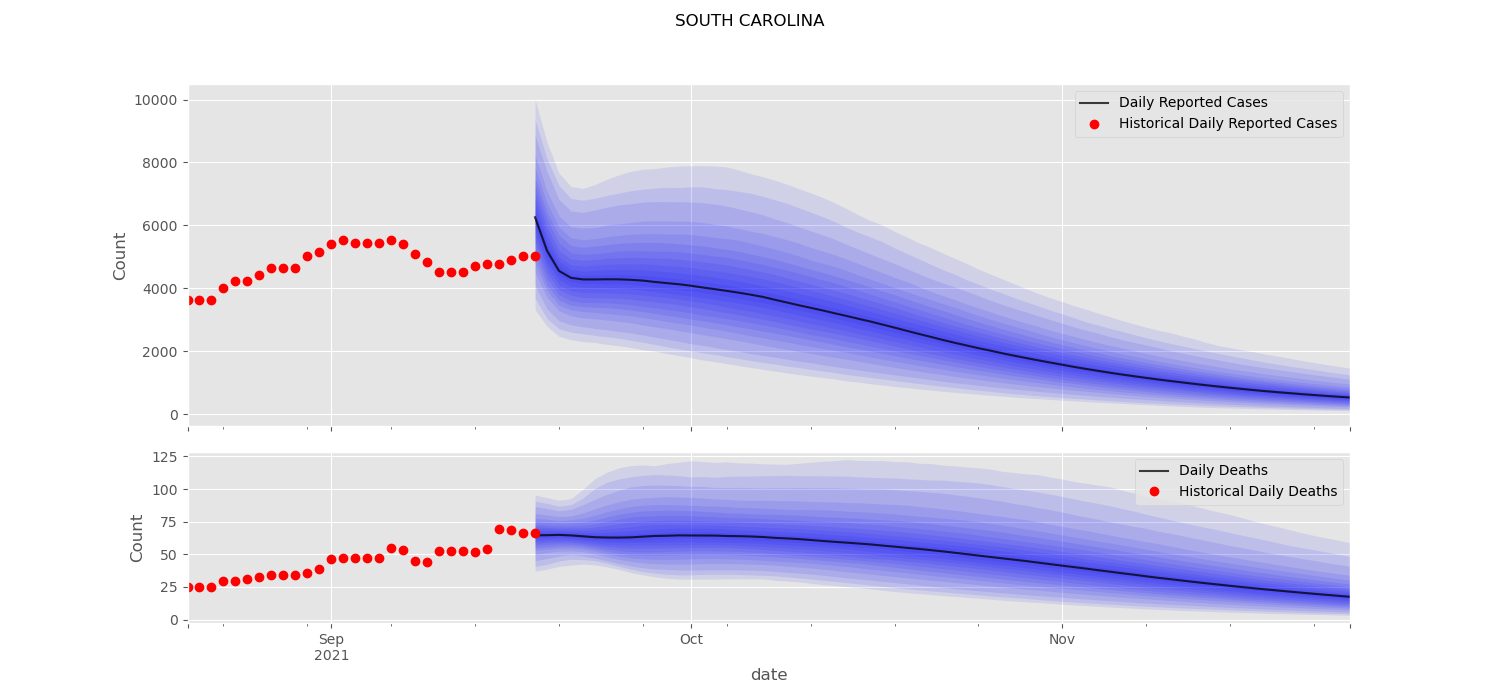 SOUTH CAROLINA
10000
8000
6000
4000
2000
0
Count
Daily Reported Cases
Historical Daily Reported Cases
125
100
75
50
25
0
Count
Daily Deaths
Historical Daily Deaths
Sep
2021
Oct
Nov
date